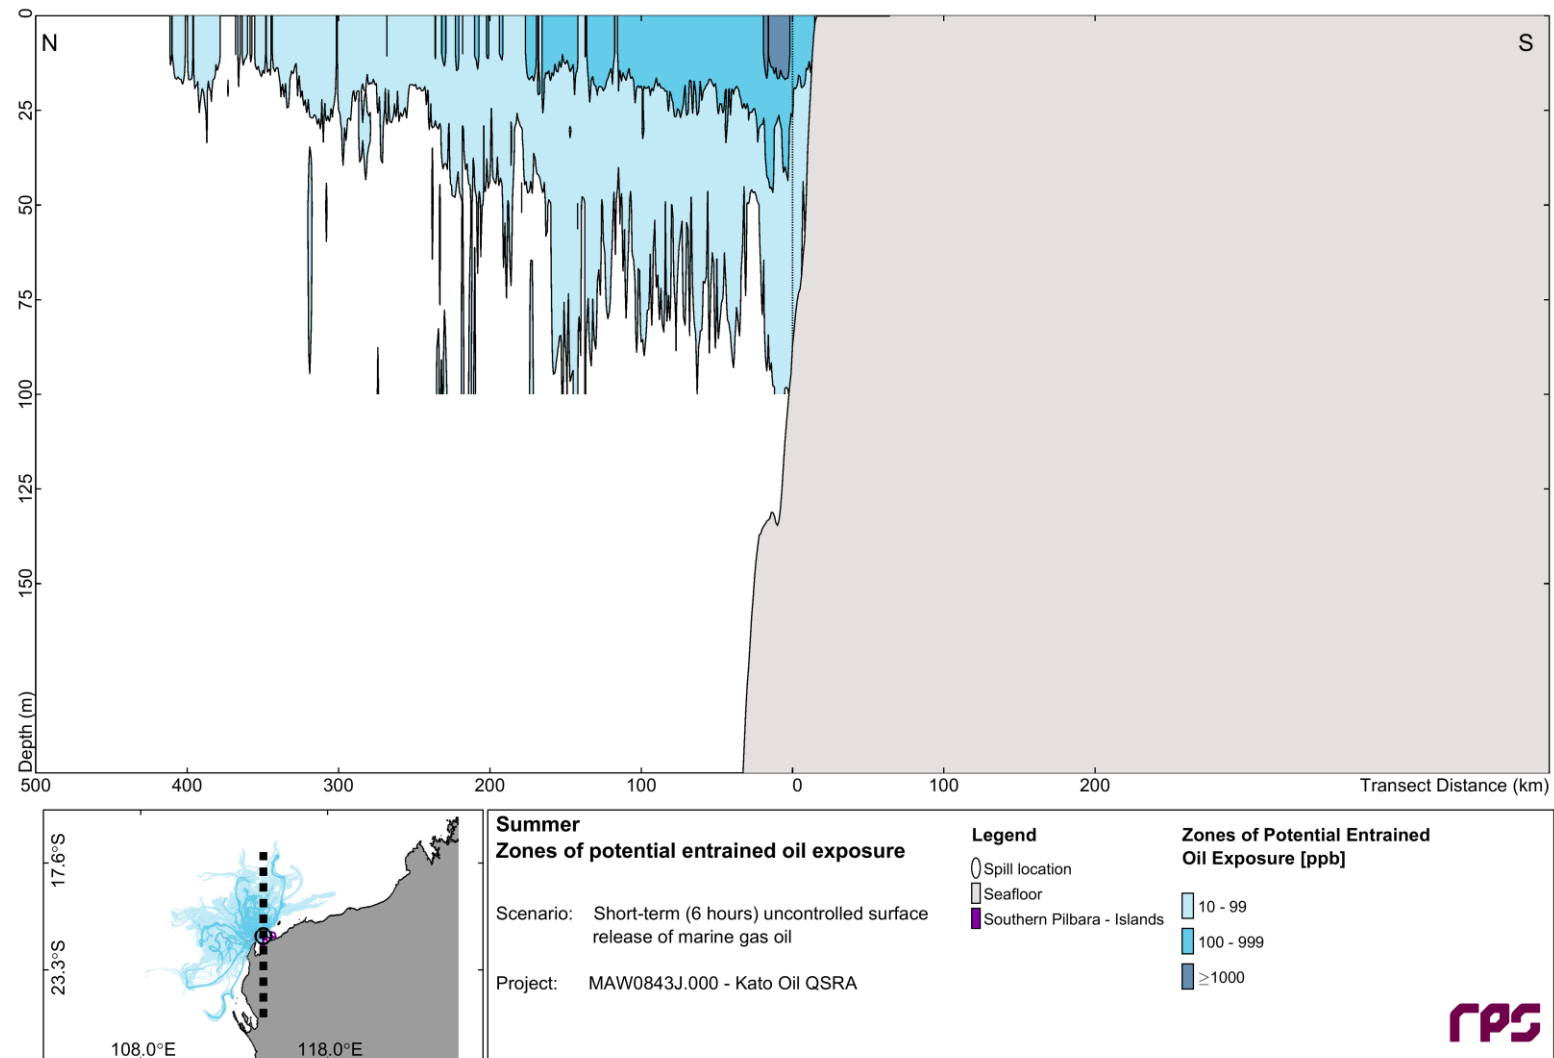 0
25
50
75
100
125
150
Depth (m)
N
S
500
400
300
200
100
0
100
200
Transect Distance (km)
17.6°S
23.3°S
108.0°E
118.0°E
Summer
Zones of potential entrained oil exposure
Scenario: Short-term (6 hours) uncontrolled surface
release of marine gas oil
Project: MAW0843J.000 - Kato Oil QSRA
Legend
Spill location
Seafloor
Southern Pilbara - Islands
Zones of Potential Entrained
Oil Exposure [ppb]
10 - 99
100 - 999
≥1000
rps